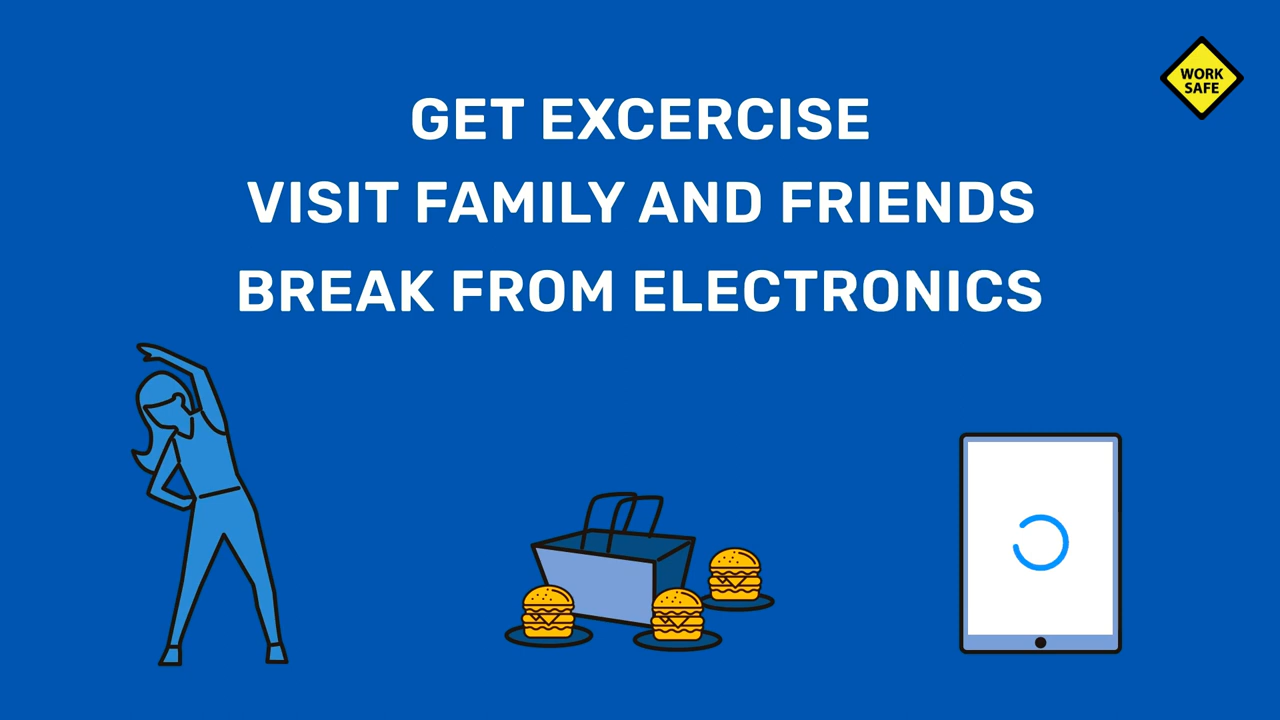 WORK
SAFE
GET EXCERCISE
VISIT FAMILY AND FRIENDS
BREAK FROM ELECTRONICS